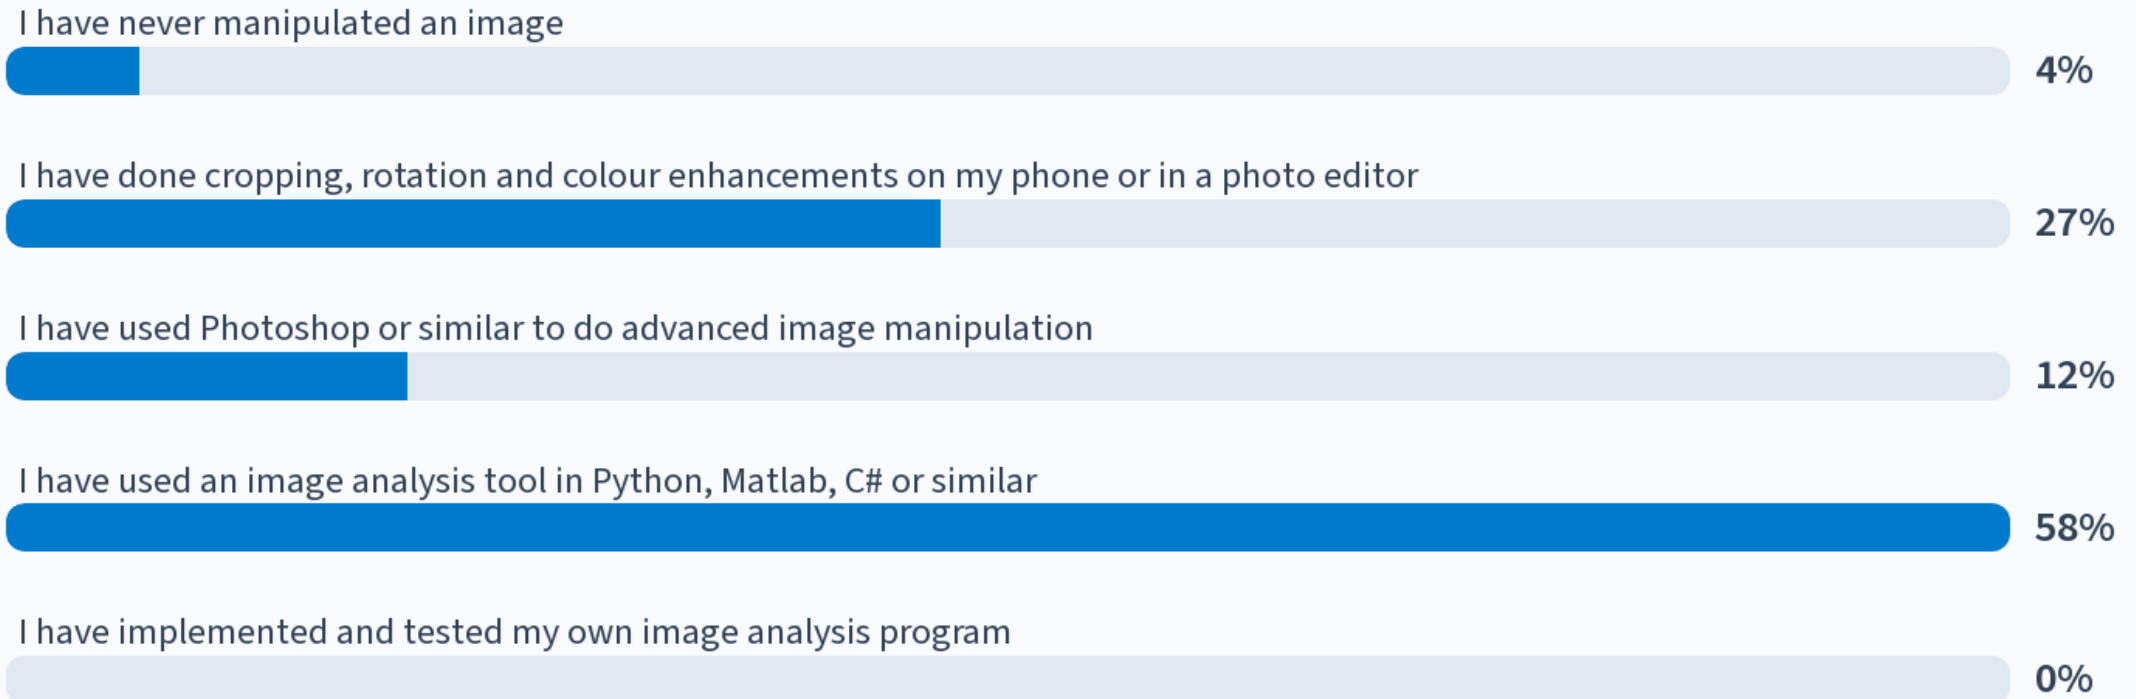 I have never manipulated an image
4%
I have done cropping, rotation and colour enhancements on my phone or in a photo editor
27%
I have used Photoshop or similar to do advanced image manipulation
12%
I have used an image analysis tool in Python, Matlab, C# or similar
58%
I have implemented and tested my own image analysis program
0%